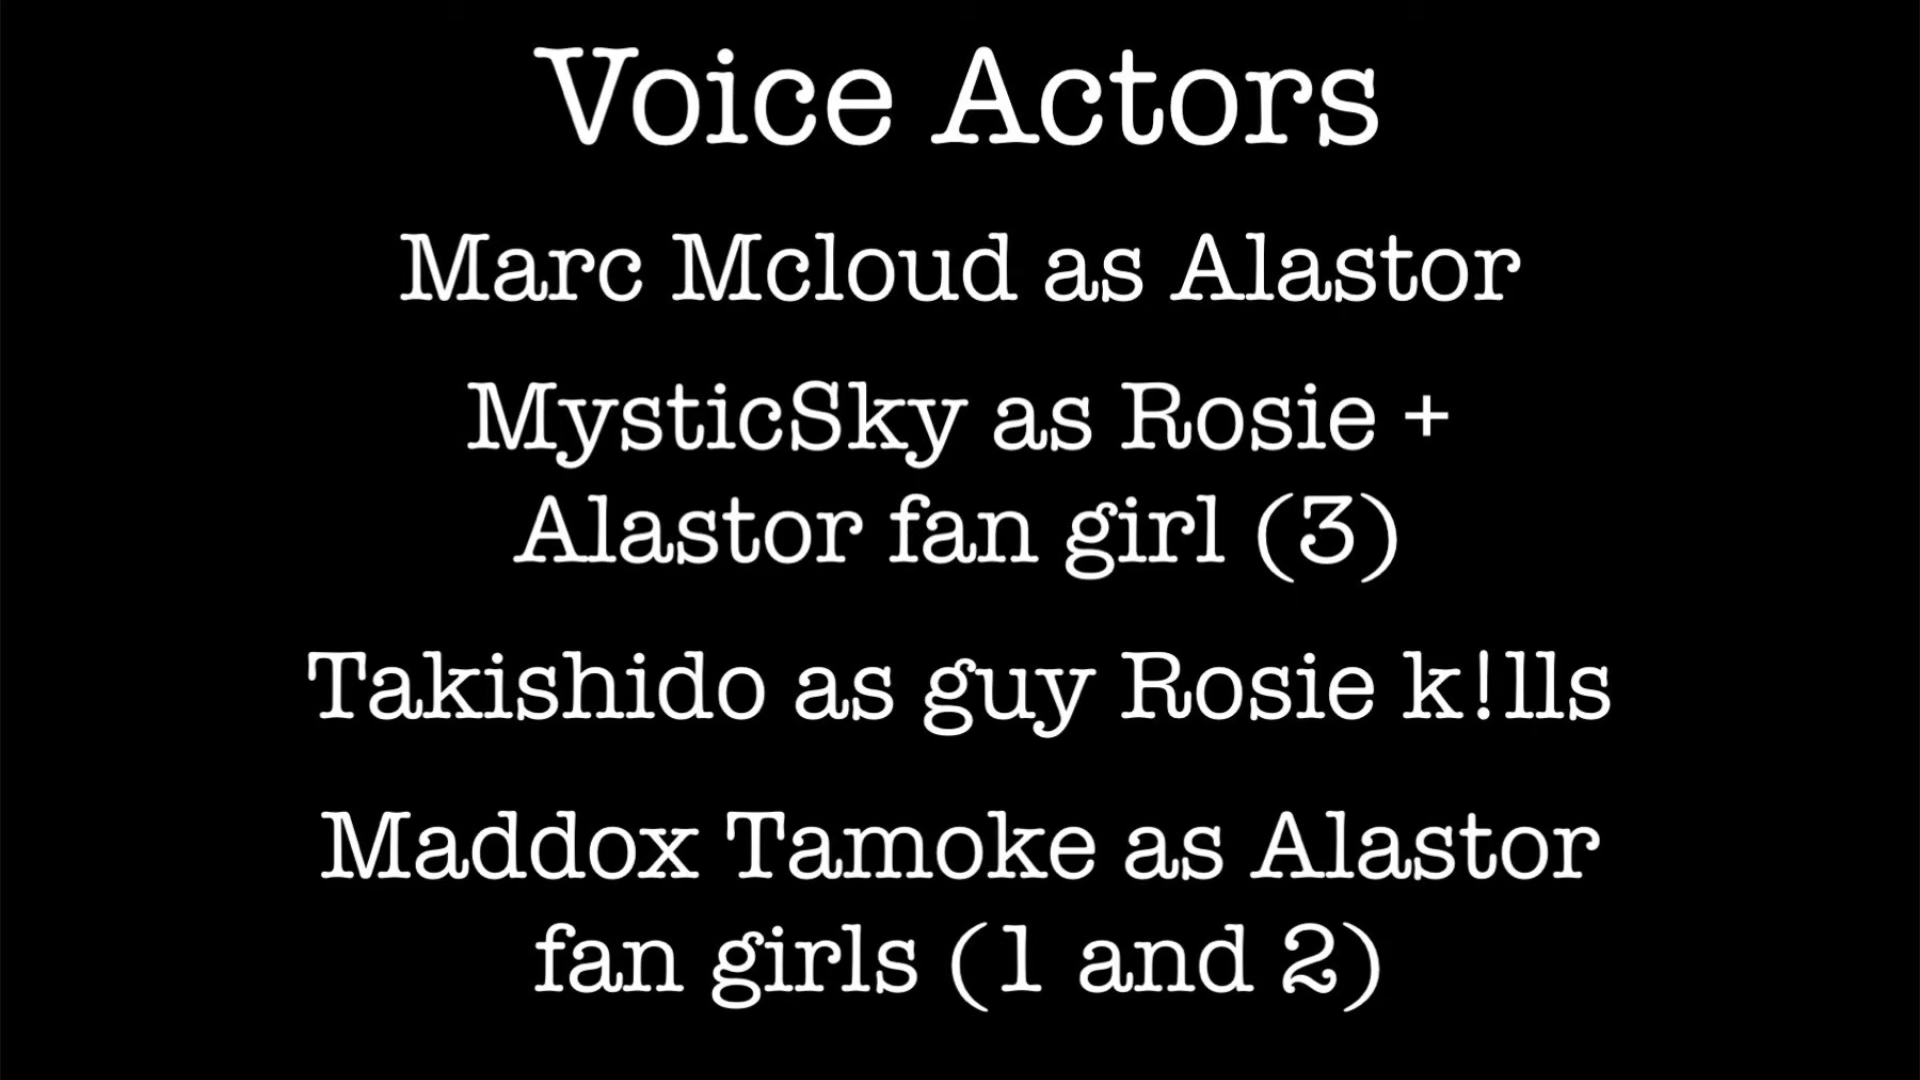 Voice Actors
Marc Mcloud as Alastor
MysticSky as Rosie +
Alastor fan girl (3)
Takishido as guy Rosie k!lls
Maddox Tamoke as Alastor
fan girls (1 and 2)